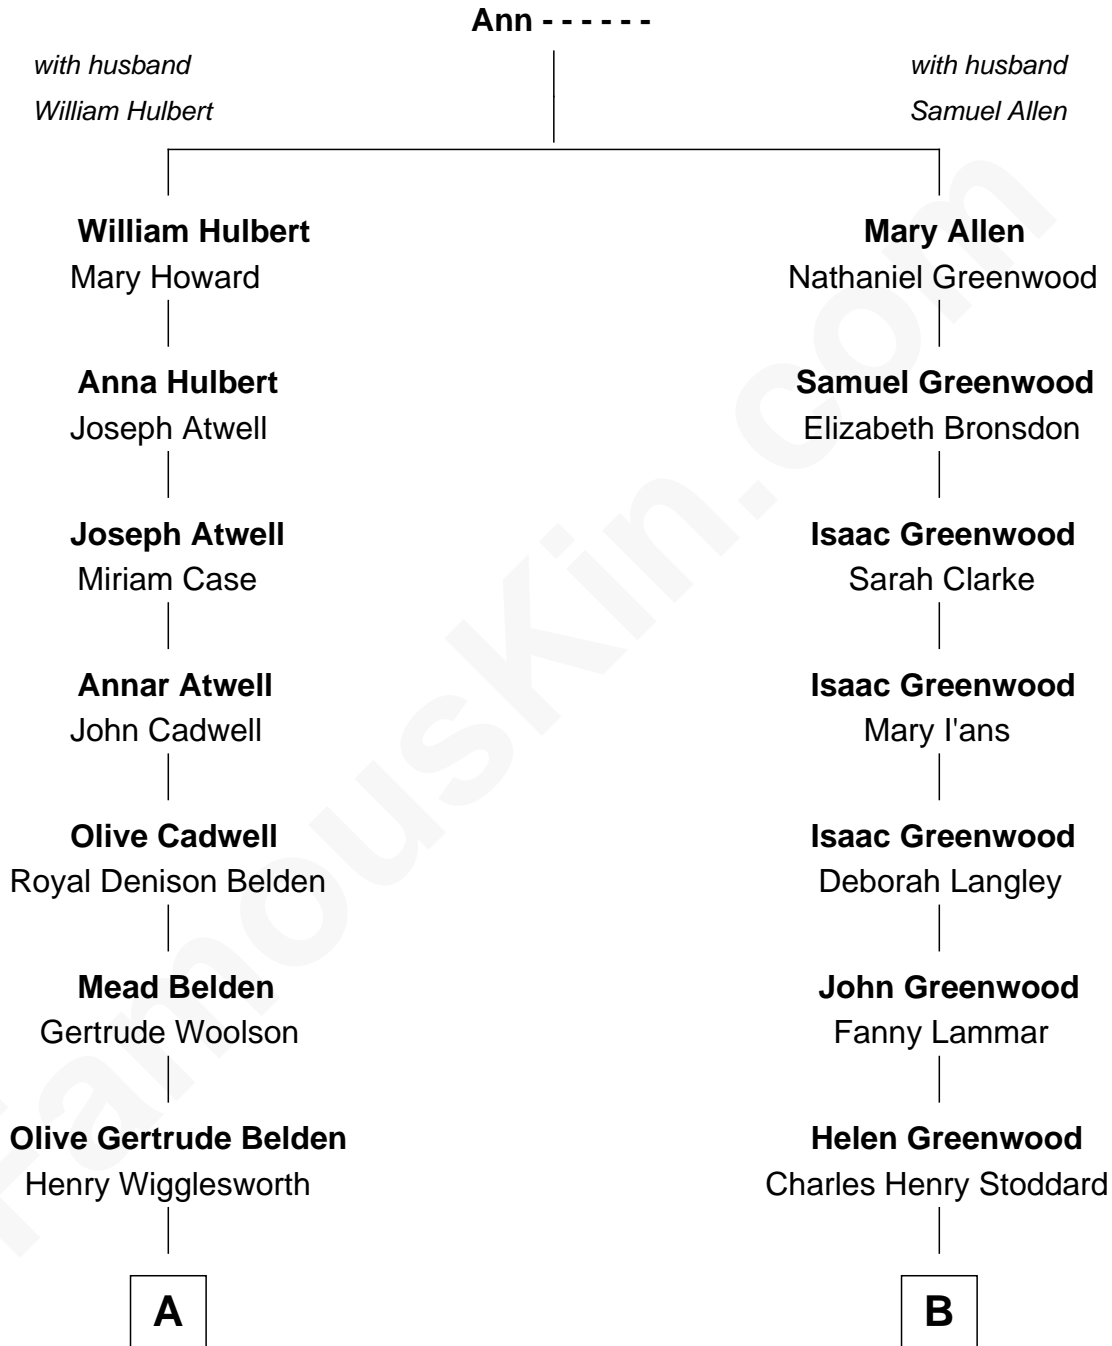 Ann - - - - - -
with husband
William Hulbert
with husband
Samuel Allen
William Hulbert
Mary Howard
Mary Allen
Nathaniel Greenwood
Anna Hulbert
Joseph Atwell
Samuel Greenwood
Elizabeth Bronsdon
Joseph Atwell
Miriam Case
Isaac Greenwood
Sarah Clarke
Annar Atwell
John Cadwell
Isaac Greenwood
Mary I'ans
Olive Cadwell
Royal Denison Belden
Isaac Greenwood
Deborah Langley
Mead Belden
Gertrude Woolson
John Greenwood
Fanny Lammar
Olive Gertrude Belden
Henry Wigglesworth
Helen Greenwood
Charles Henry Stoddard
A
B
FamousKin.com